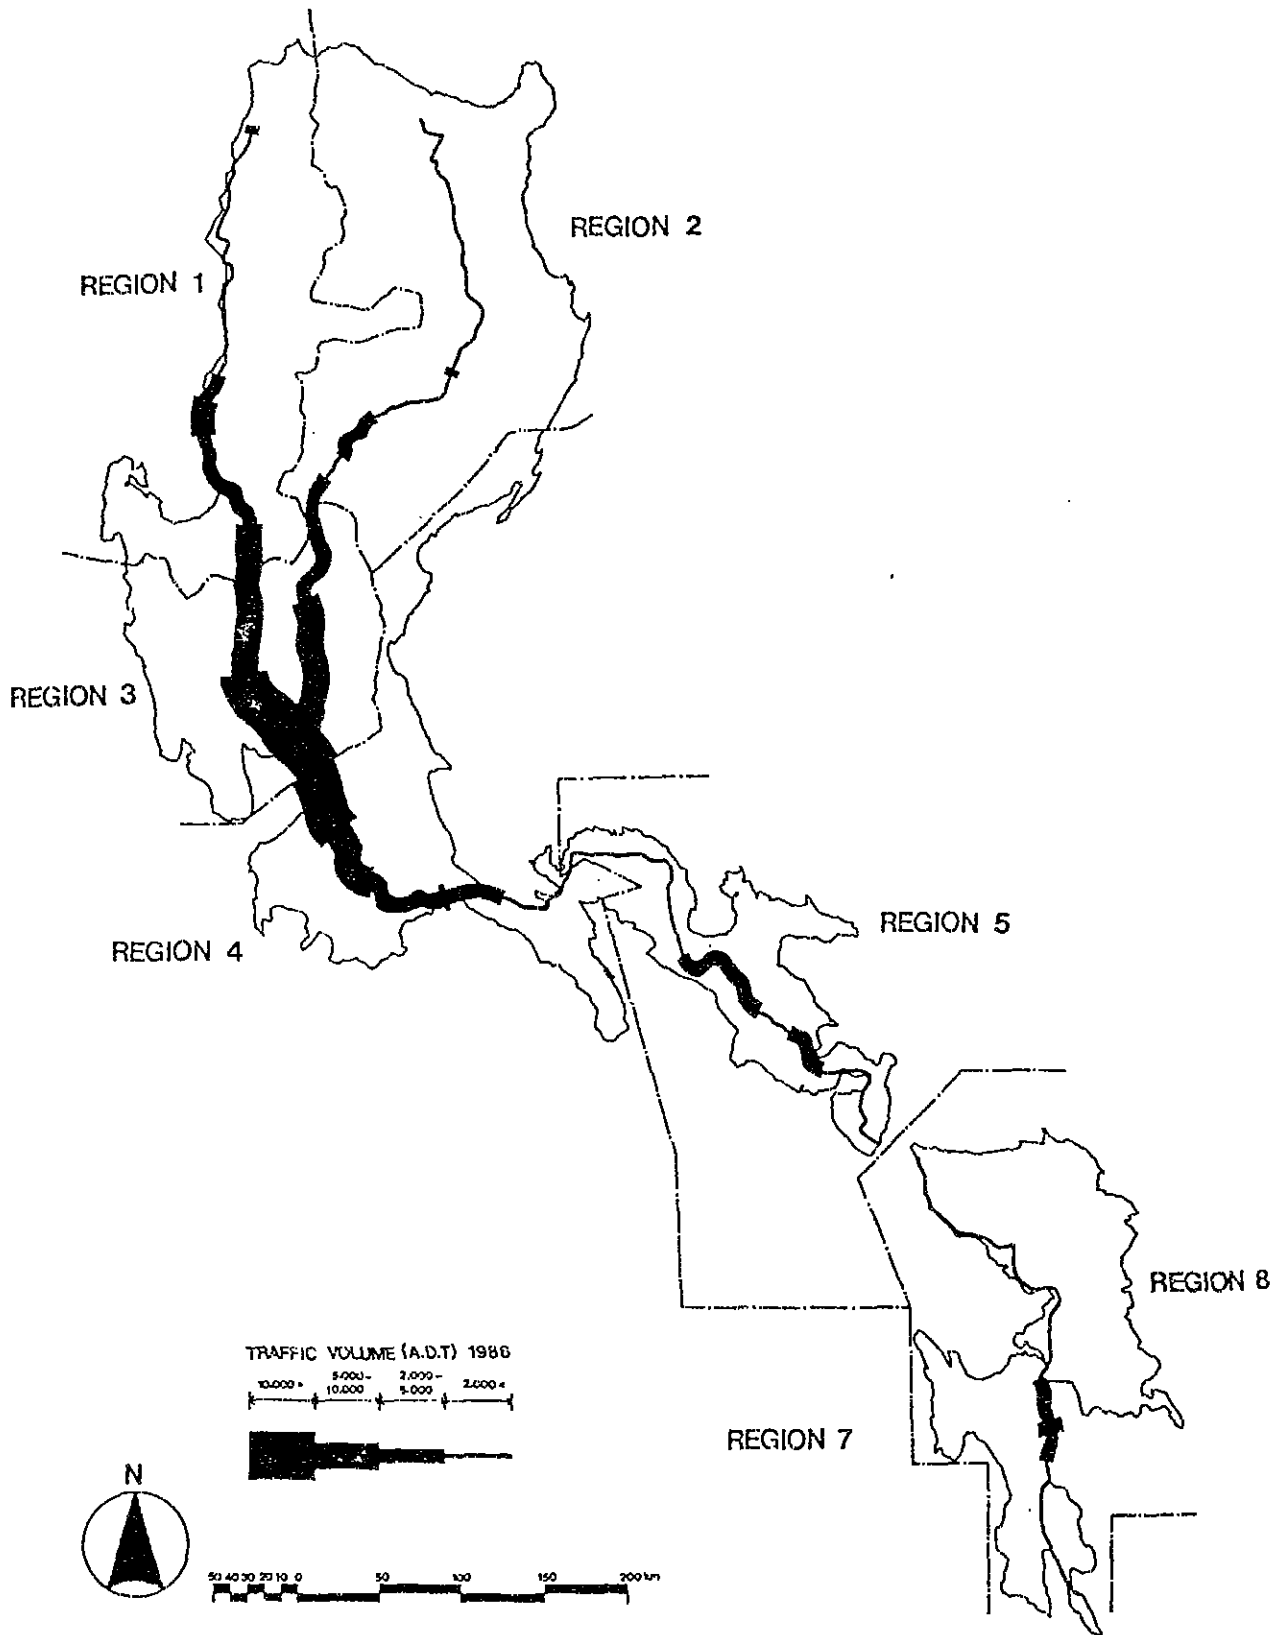 REGION 2
REGION 1
REGION 3
REGION 5
REGION 4
REGION 8
TRAFFIC VOLUME (A.D.T) 1986
10.000 > 5.000- 2.000- 2.000 <
10.000 5.000
REGION 7
N
50 40 30 20 10 0 50 100 150 200 km